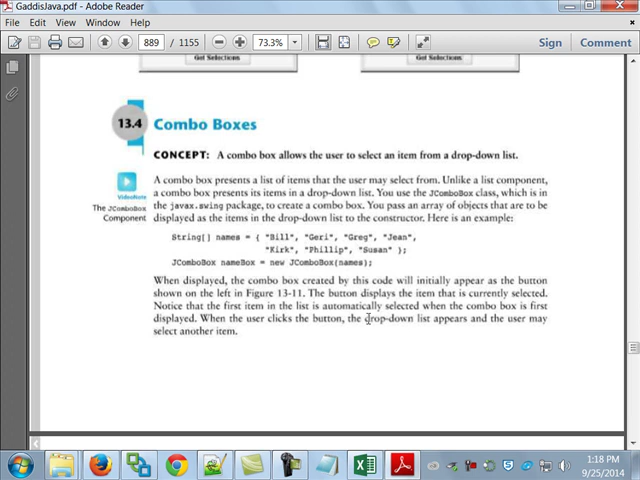 GaddisJava.pdf - Adobe Reader
File Edit View Window Help
889 / 1155 73.3% Sign Comment
Get Selections Get Selections
13.4 Combo Boxes
CONCEPT: A combo box allows the user to select an item from a drop-down list.
VideoNote
The JComboBox
Component
A combo box presents a list of items that the user may select from. Unlike a list component,
a combo box presents its items in a drop-down list. You use the JComboBox class, which is in
the javax.swing package, to create a combo box. You pass an array of objects that are to be
displayed as the items in the drop-down list to the constructor. Here is an example:
String[] names = { "Bill", "Geri", "Greg", "Jean",
"Kirk", "Phillip", "Susan" };
JComboBox nameBox = new JComboBox(names);
When displayed, the combo box created by this code will initially appear as the button
shown on the left in Figure 13-11. The button displays the item that is currently selected.
Notice that the first item in the list is automatically selected when the combo box is first
displayed. When the user clicks the button, the drop-down list appears and the user may
select another item.
1:18 PM
9/25/2014